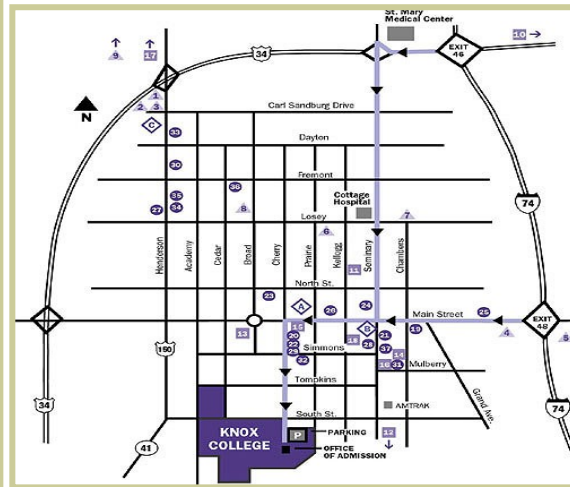 St. Mary
Medical Center
10
EXIT
46
34
9
17
1
2
3
N
C
33
Carl Sandburg Drive
Dayton
30
Fremont
74
35
36
Cottage
Hospital
27
34
8
Losey
7
6
Henderson
Academy
Cedar
Broad
Cherry
Prairie
Kellogg
Seminary
Chambers
11
North St.
23
A
26
24
Main Street
25
EXIT
48
15
B
19
4
5
13
20
21
22
18
28
37
29
Simmons
14
150
32
16
31
Mulberry
Tompkins
Grand Ave.
34
AMTRAK
74
South St.
KNOX
COLLEGE
P
PARKING
12
41
OFFICE
OF ADMISSION